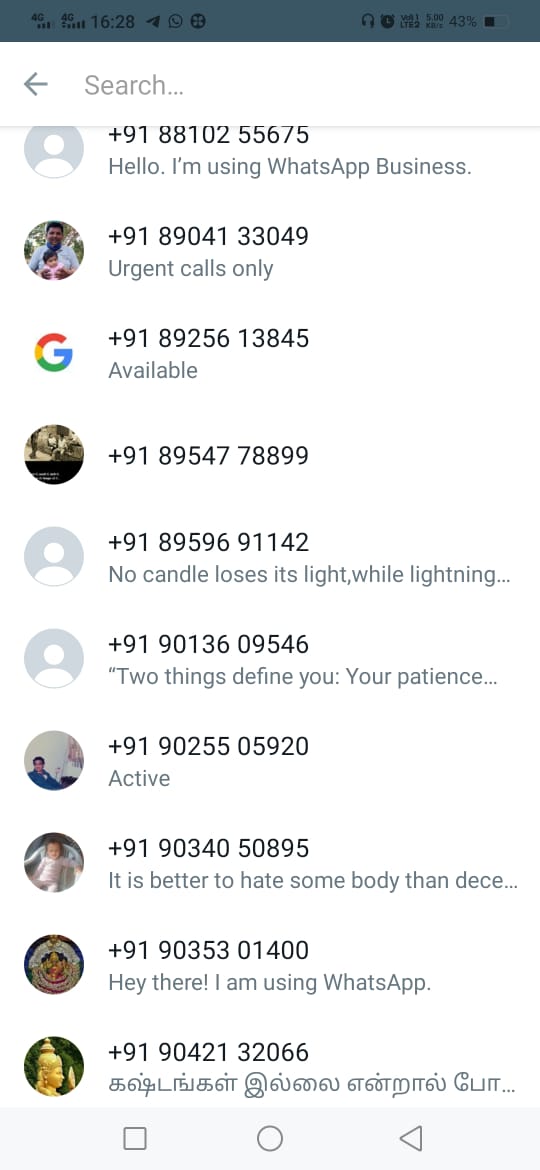 4G 4G 16:28 VoLTE LTE2 5.00 KB/s 43%
Search…
+91 88102 55675
Hello. I’m using WhatsApp Business.
+91 89041 33049
Urgent calls only
+91 89256 13845
Available
+91 89547 78899
+91 89596 91142
No candle loses its light,while lightning…
+91 90136 09546
“Two things define you: Your patience…
+91 90255 05920
Active
+91 90340 50895
It is better to hate some body than dece…
+91 90353 01400
Hey there! I am using WhatsApp.
+91 90421 32066
கஷ்டங்கள் இல்லை என்றால் போ…